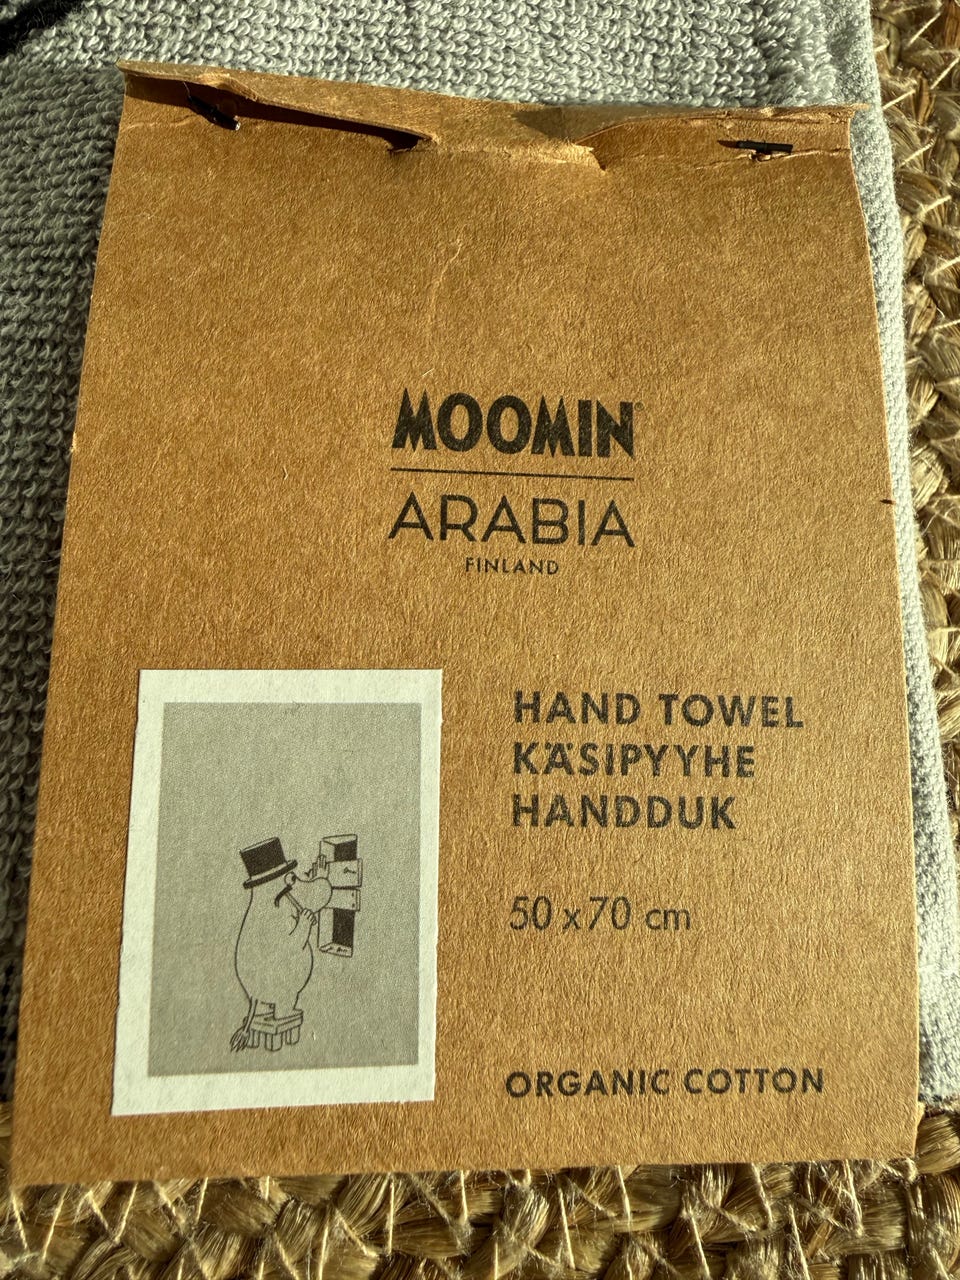 MOOMIN®
ARABIA
FINLAND
HAND TOWEL
KÄSIPYYHE
HANDDUK
50 x 70 cm
ORGANIC COTTON